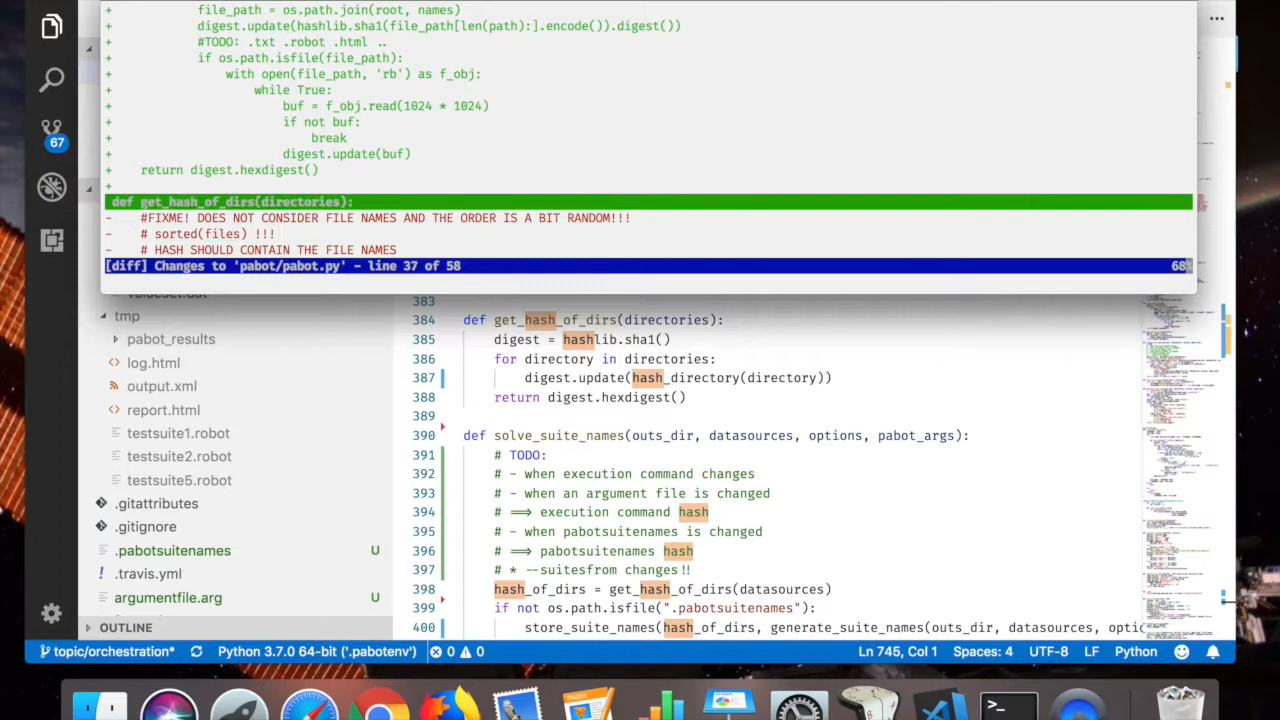 +            file_path = os.path.join(root, names)
+            digest.update(hashlib.sha1(file_path[len(path):].encode()).digest())
+            #TODO: .txt .robot .html ..
+            if os.path.isfile(file_path):
+                with open(file_path, 'rb') as f_obj:
+                    while True:
+                        buf = f_obj.read(1024 * 1024)
+                        if not buf:
+                            break
+                        digest.update(buf)
+    return digest.hexdigest()
+
def get_hash_of_dirs(directories):
-    #FIXME! DOES NOT CONSIDER FILE NAMES AND THE ORDER IS A BIT RANDOM!!!
-    # sorted(files) !!!
-    # HASH SHOULD CONTAIN THE FILE NAMES
[diff] Changes to 'pabot/pabot.py' - line 37 of 58 68%
67
tmp
pabot_results
log.html
output.xml
report.html
testsuite1.robot
testsuite2.robot
testsuite5.robot
.gitattributes
.gitignore
.pabotsuitenames U
.travis.yml
argumentfile.arg U
OUTLINE
383
384 def get_hash_of_dirs(directories):
385     digest = hashlib.sha1()
386     for directory in directories:
387         digest.update(hash_directory(directory))
388     return digest.hexdigest()
389
390 def solve_suite_names(outs_dir, datasources, options, pabot_args):
391     # TODO:
392     # - when execution command changes
393     # - when an argument file is changed
394     # ==> execution command hash
395     # - when pabotsuitenames is changed
396     # ==> pabotsuitenames hash
397     # * --suitesfrom changes!!
398     hash_of_dirs = get_hash_of_dirs(datasources)
399     if not os.path.isfile(".pabotsuitenames"):
400         store_suite_names(hash_of_dirs, generate_suite_names(outs_dir, datasources, opti
topic/orchestration* Python 3.7.0 64-bit ('.pabotenv') 0 0 Ln 745, Col 1 Spaces: 4 UTF-8 LF Python
PAGES
>_